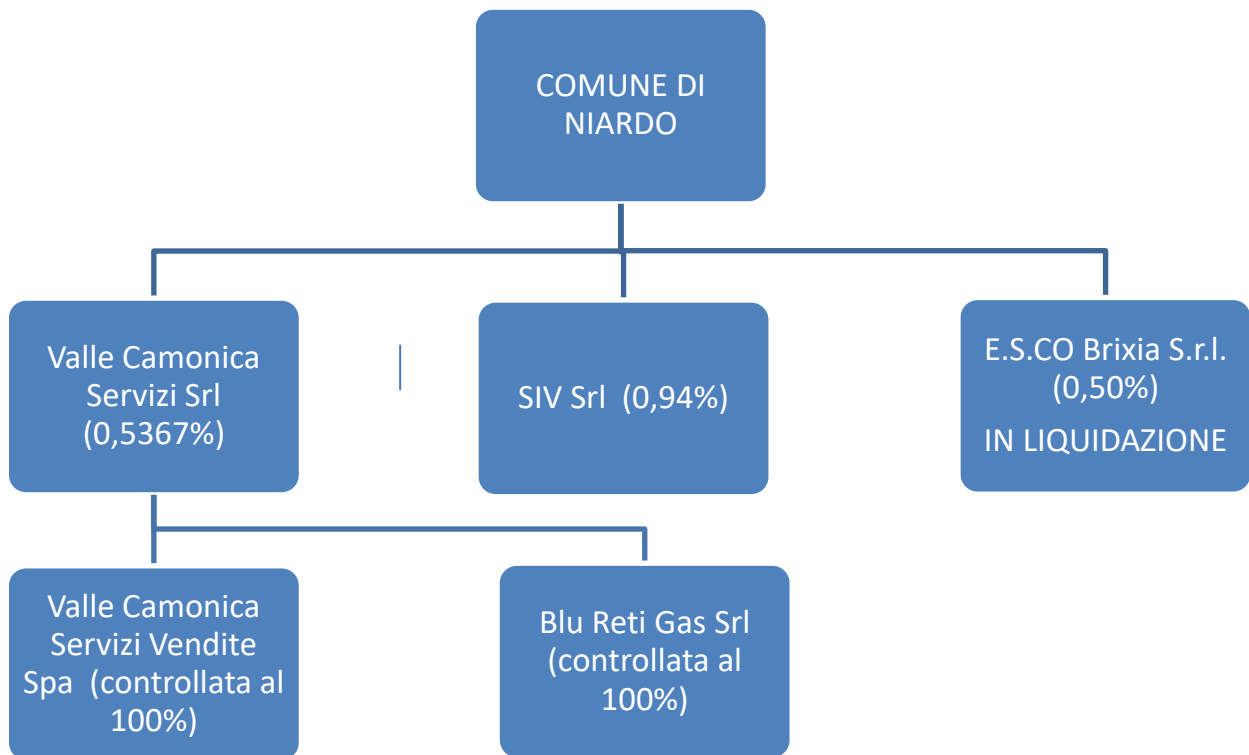 COMUNE DI
NIARDO
Valle Camonica
Servizi Srl
(0,5367%)
SIV Srl (0,94%)
E.S.CO Brixia S.r.l.
(0,50%)
IN LIQUIDAZIONE
Valle Camonica
Servizi Vendite
Spa (controllata al
100%)
Blu Reti Gas Srl
(controllata al
100%)